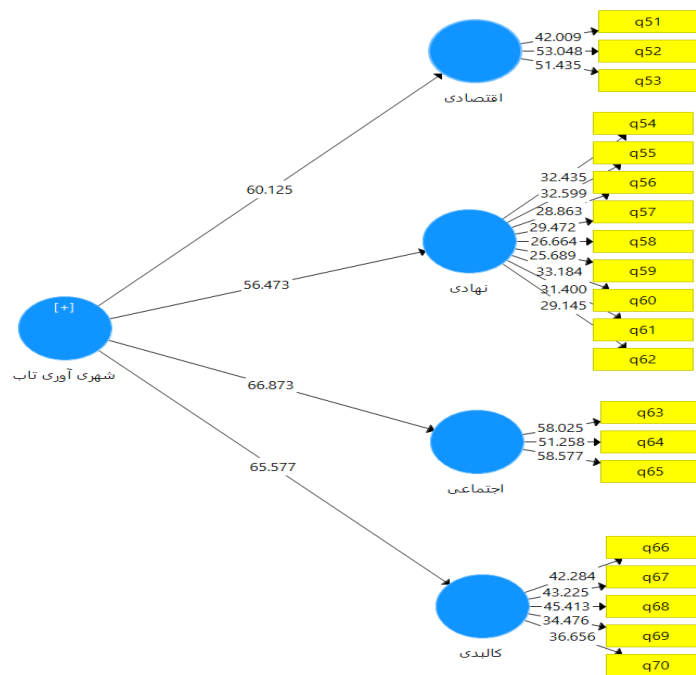 q51
42.009
q52
53.048
q53
51.435
اقتصادی
q54
q55
q56
q57
q58
q59
q60
q61
q62
32.435
32.599
28.863
29.472
26.664
25.689
33.184
31.400
29.145
نهادی
60.125
56.473
[+]
شهری آوری تاب
66.873
65.577
q63
58.025
q64
51.258
q65
58.577
اجتماعی
q66
42.284
q67
43.225
q68
45.413
q69
34.476
q70
36.656
کالبدی